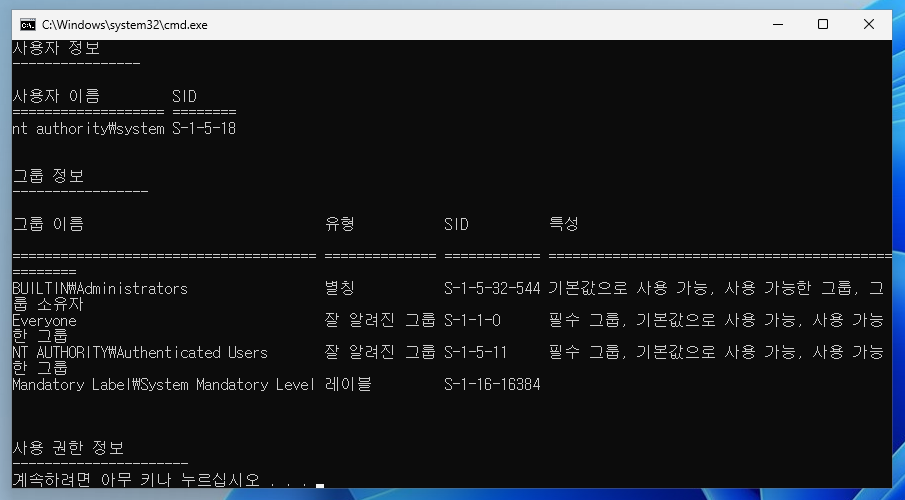 C:\Windows\system32\cmd.exe
사용자 정보
----------------
사용자 이름 SID
=================== ========
nt authority₩system S-1-5-18
그룹 정보
-----------------
그룹 이름 유형 SID 특성
====================================== ============== ============ ===========================================
========
BUILTIN₩Administrators 별칭 S-1-5-32-544 기본값으로 사용 가능, 사용 가능한 그룹, 그
룹 소유자
Everyone 잘 알려진 그룹 S-1-1-0 필수 그룹, 기본값으로 사용 가능, 사용 가능
한 그룹
NT AUTHORITY₩Authenticated Users 잘 알려진 그룹 S-1-5-11 필수 그룹, 기본값으로 사용 가능, 사용 가능
한 그룹
Mandatory Label₩System Mandatory Level 레이블 S-1-16-16384
사용 권한 정보
----------------------
계속하려면 아무 키나 누르십시오 . . .